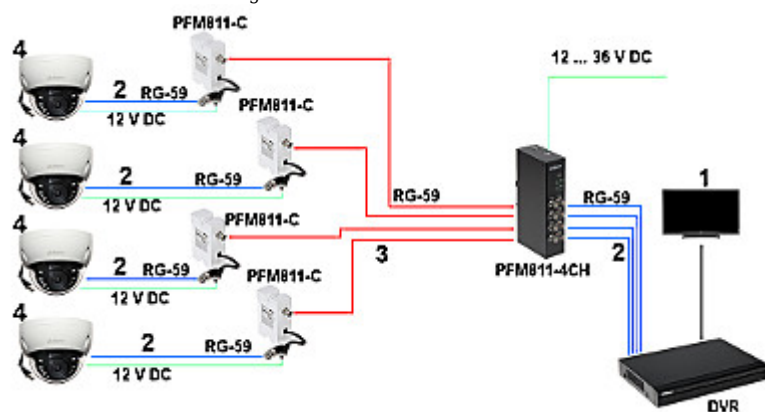 PFM811-C
4
2 RG-59
12 V DC
12 ... 36 V DC
PFM811-C
4
2 RG-59
12 V DC
RG-59
RG-59
1
PFM811-C
4
2 RG-59
12 V DC
3
2
PFM811-4CH
PFM811-C
4
2 RG-59
12 V DC
DVR